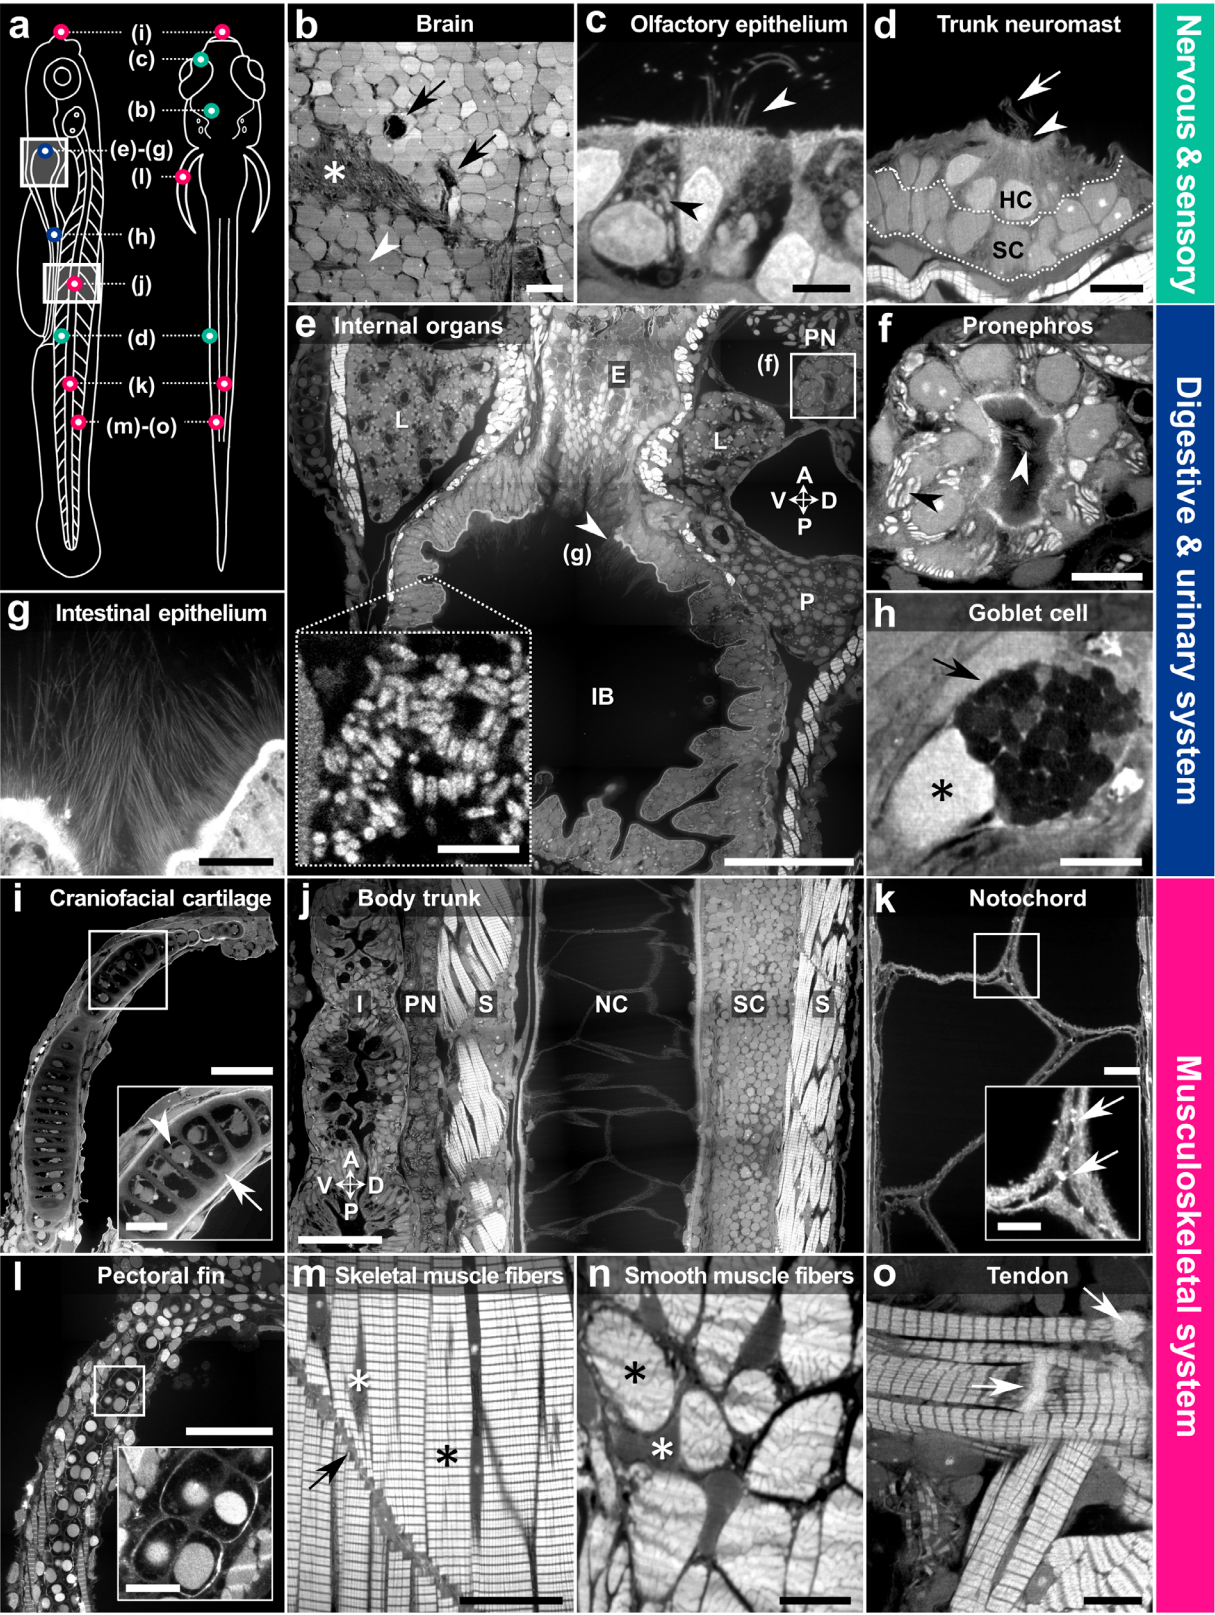 a
(i)
(c)
(b)
(e)-(g)
(l)
(h)
(j)
(d)
(k)
(m)-(o)
b Brain
*
c Olfactory epithelium
d Trunk neuromast
HC
SC
Nervous & sensory
e Internal organs
PN
(f)
E
L
L
A
V D
P
(g)
P
IB
f Pronephros
g Intestinal epithelium
h Goblet cell
*
Digestive & urinary system
i Craniofacial cartilage
j Body trunk
I PN S NC SC S
A
V D
P
k Notochord
l Pectoral fin
m Skeletal muscle fibers
*
*
n Smooth muscle fibers
*
*
o Tendon
Musculoskeletal system